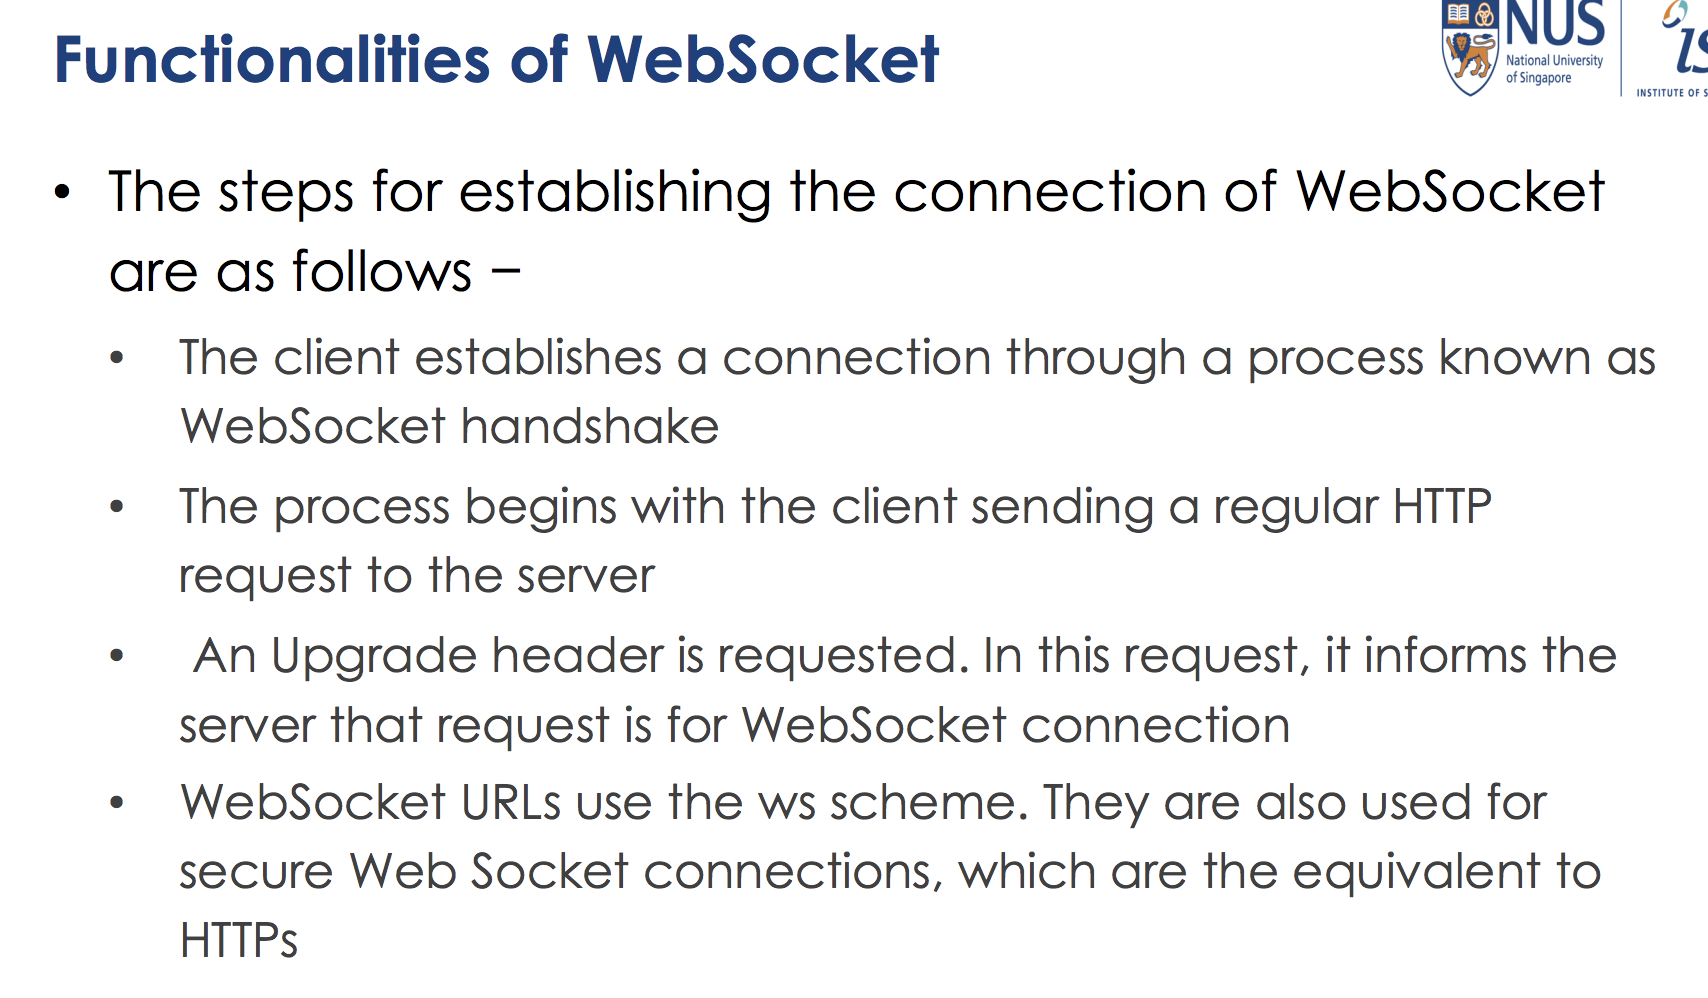 Functionalities of WebSocket
NUS
National University
of Singapore
INSTITUTE OF
• The steps for establishing the connection of WebSocket
are as follows –
• The client establishes a connection through a process known as
WebSocket handshake
• The process begins with the client sending a regular HTTP
request to the server
• An Upgrade header is requested. In this request, it informs the
server that request is for WebSocket connection
• WebSocket URLs use the ws scheme. They are also used for
secure Web Socket connections, which are the equivalent to
HTTPs